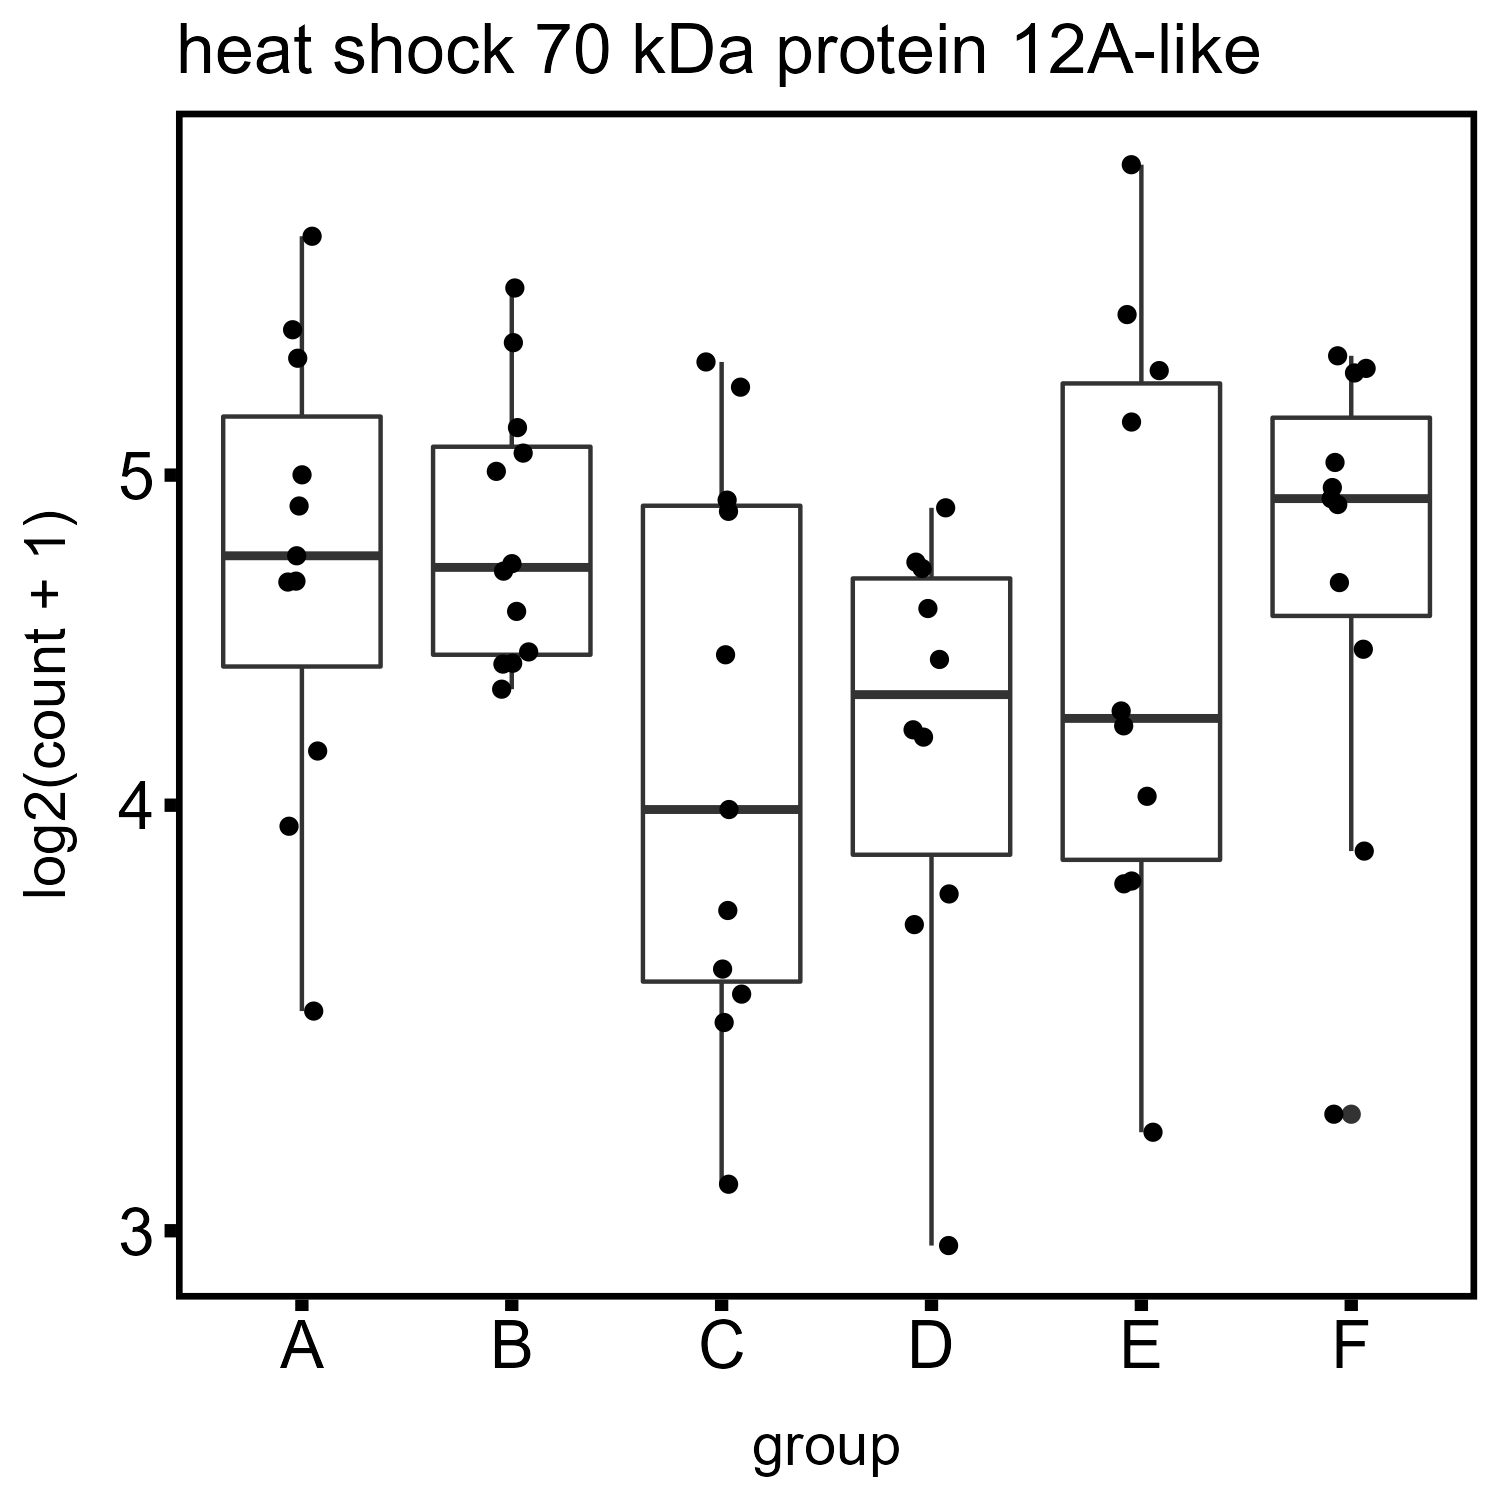 heat shock 70 kDa protein 12A-like
log2(count + 1)
5
4
3
A B C D E F
group